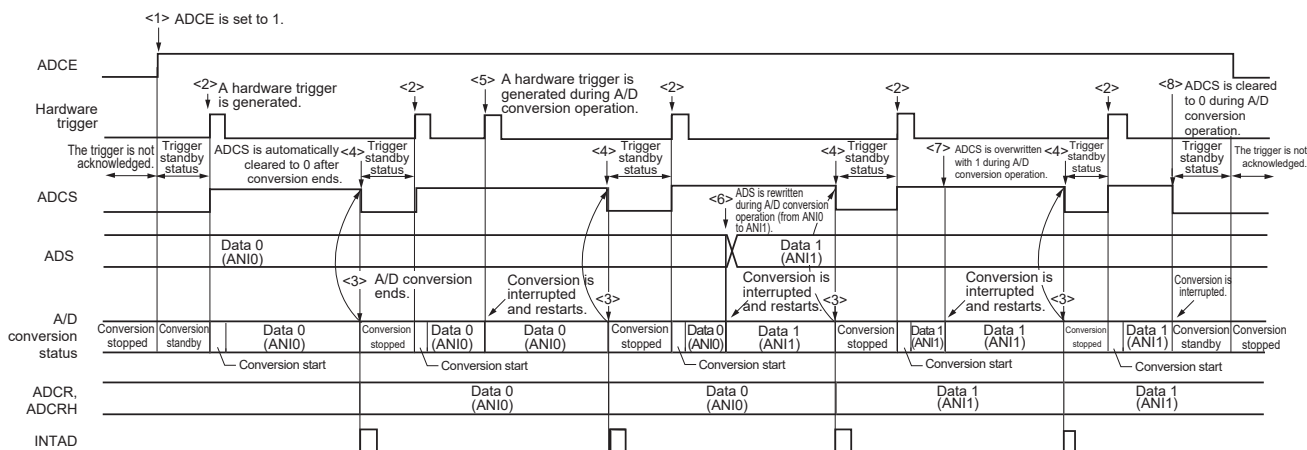 <1> ADCE is set to 1.
ADCE
<2> A hardware trigger
is generated.
<2>
<5> A hardware trigger is
generated during A/D
conversion operation.
<2>
<2>
<2>
<8> ADCS is cleared
to 0 during A/D
conversion
operation.
Hardware
trigger
The trigger is not
acknowledged.
Trigger
standby
status
ADCS is automatically
cleared to 0 after
conversion ends.
<4>
Trigger
standby
status
<4>
Trigger
standby
status
<4>
Trigger
standby
status
<7> ADCS is overwritten
with 1 during A/D
conversion operation.
<4>
Trigger
standby
status
Trigger
standby
status
The trigger is not
acknowledged.
ADCS
<6> ADS is rewritten
during A/D conversion
operation (from ANI0
to ANI1).
ADS
Data 0
(ANI0)
Data 1
(ANI1)
<3> A/D conversion
ends.
Conversion is
interrupted
and restarts.
<3>
Conversion is
interrupted
and restarts.
<3>
Conversion is
interrupted
and restarts.
<3>
Conversion is
interrupted.
A/D
conversion
status
Conversion
stopped
Conversion
standby
Data 0
(ANI0)
Conversion
stopped
Data 0
(ANI0)
Data 0
(ANI0)
Conversion
stopped
Data 0
(ANI0)
Data 1
(ANI1)
Conversion
stopped
Data 1
(ANI1)
Data 1
(ANI1)
Conversion
stopped
Data 1
(ANI1)
Conversion
standby
Conversion
stopped
Conversion start
Conversion start
Conversion start
Conversion start
Conversion start
ADCR,
ADCRH
Data 0
(ANI0)
Data 0
(ANI0)
Data 1
(ANI1)
Data 1
(ANI1)
INTAD